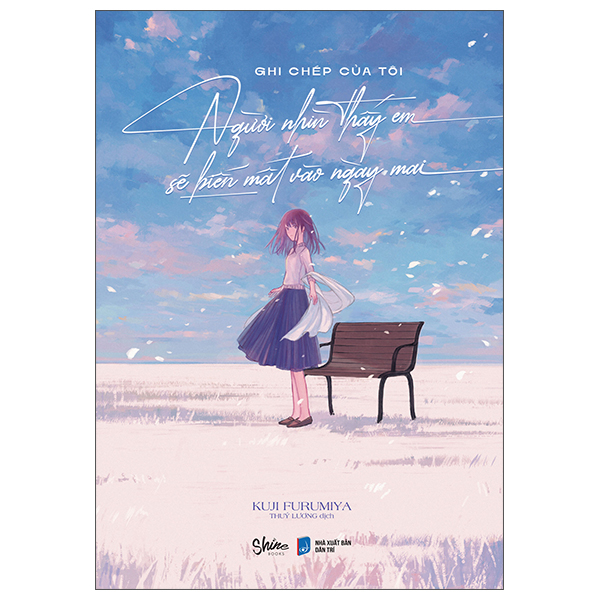 GHI CHÉP CỦA TÔI
Người nhìn thấy em
sẽ biến mất vào ngày mai
KUJI FURUMIYA
THUỲ LƯƠNG dịch
Shine
BOOKS
NHÀ XUẤT BẢN
DÂN TRÍ